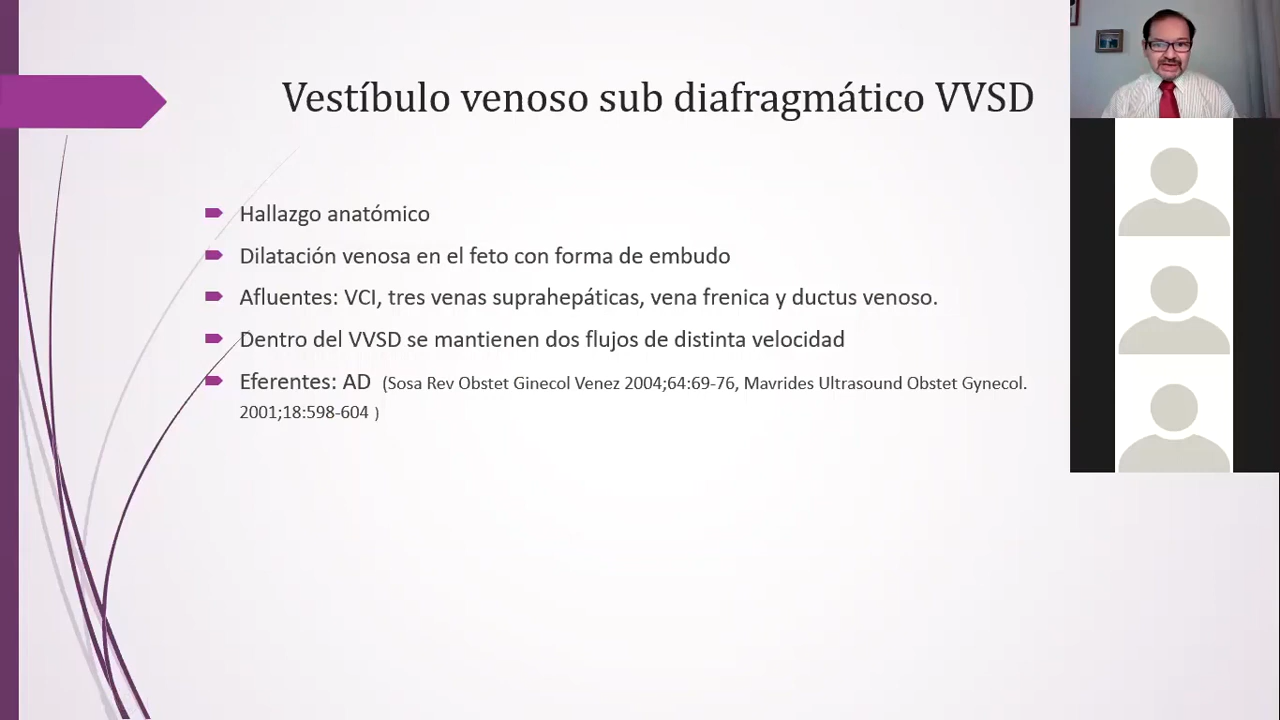 Vestíbulo venoso sub diafragmático VVSD
Hallazgo anatómico
Dilatación venosa en el feto con forma de embudo
Afluentes: VCI, tres venas suprahepáticas, vena frenica y ductus venoso.
Dentro del VVSD se mantienen dos flujos de distinta velocidad
Eferentes: AD (Sosa Rev Obstet Ginecol Venez 2004;64:69-76, Mavrides Ultrasound Obstet Gynecol.
2001;18:598-604 )